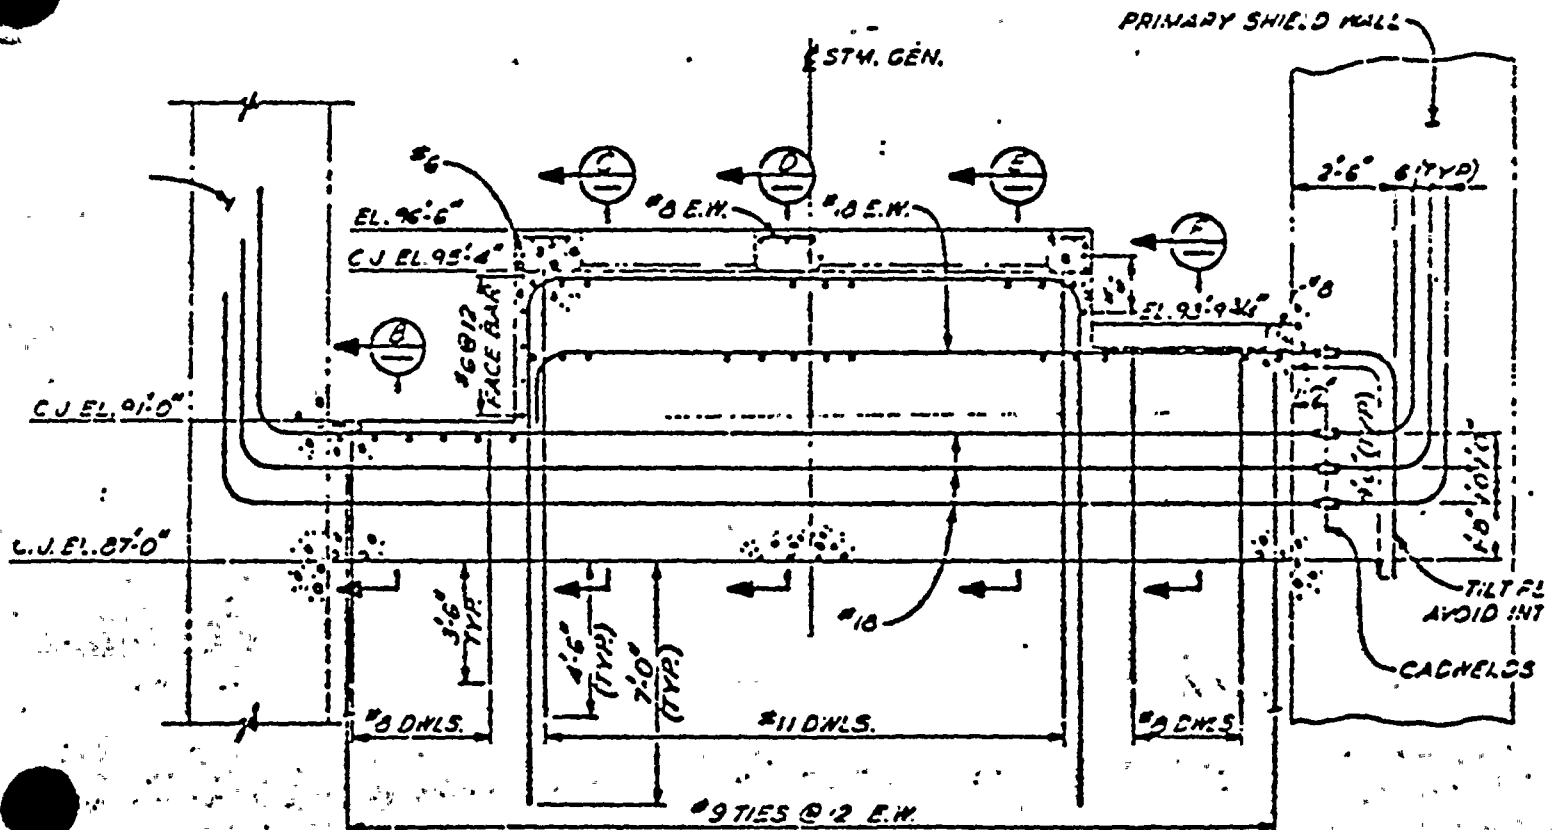 PRIMARY SHIELD WALL
STM. GEN.
#6
C
D
E
2'-6" 6 (TYP)
#8 E.W.
#18 E.W.
EL. 96'-6"
F
C J EL. 95'-4"
#8
EL. 93'-9 3/4"
#6@12
FACE BAR
B
C J EL. 91'-0"
(TYP)
C.J. EL. 87'-0"
#18
3'-6"
TYP.
4'-6"
(TYP.)
7'-0"
(TYP.)
TILT
AVOID INT
CADWELDS
#8 DWLS.
#11 DWLS.
#8 DWLS
#9 TIES @ 12 E.W.